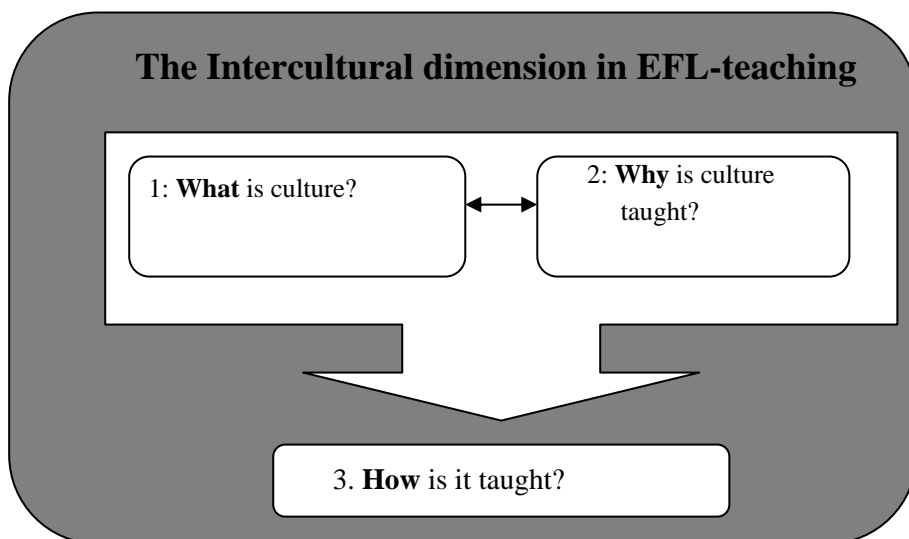 The Intercultural dimension in EFL-teaching
1: What is culture?
2: Why is culture
taught?
3. How is it taught?